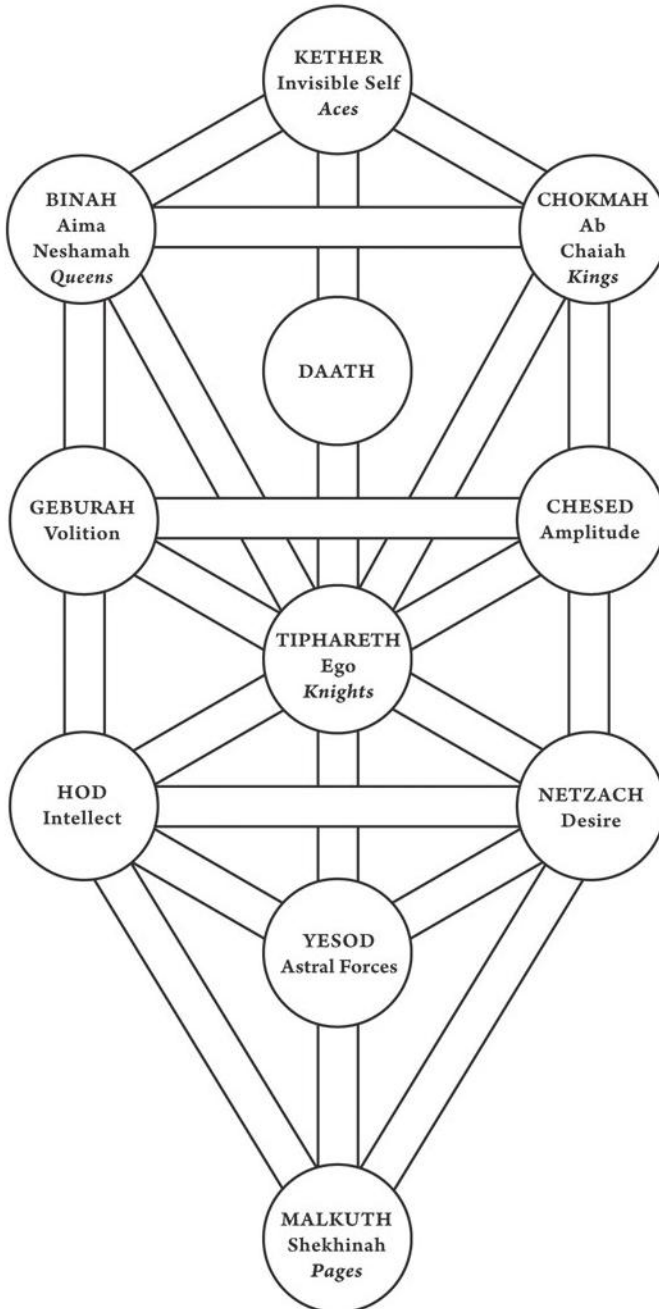 KETHER
Invisible Self
Aces
BINAH
Aima
Neshamah
Queens
CHOKMAH
Ab
Chaiah
Kings
DAATH
GEBURAH
Volition
CHESED
Amplitude
TIPHARETH
Ego
Knights
HOD
Intellect
NETZACH
Desire
YESOD
Astral Forces
MALKUTH
Shekhinah
Pages